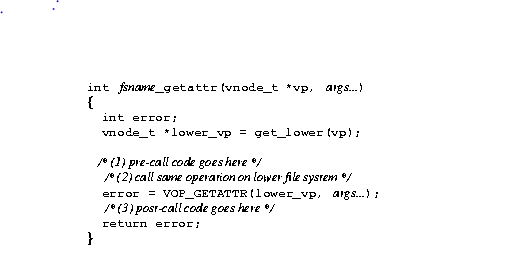 int fsname_getattr(vnode_t *vp, args...)
{
int error;
vnode_t *lower_vp = get_lower(vp);
/* (1) pre-call code goes here */
/* (2) call same operation on lower file system */
error = VOP_GETATTR(lower_vp, args...);
/* (3) post-call code goes here */
return error;
}